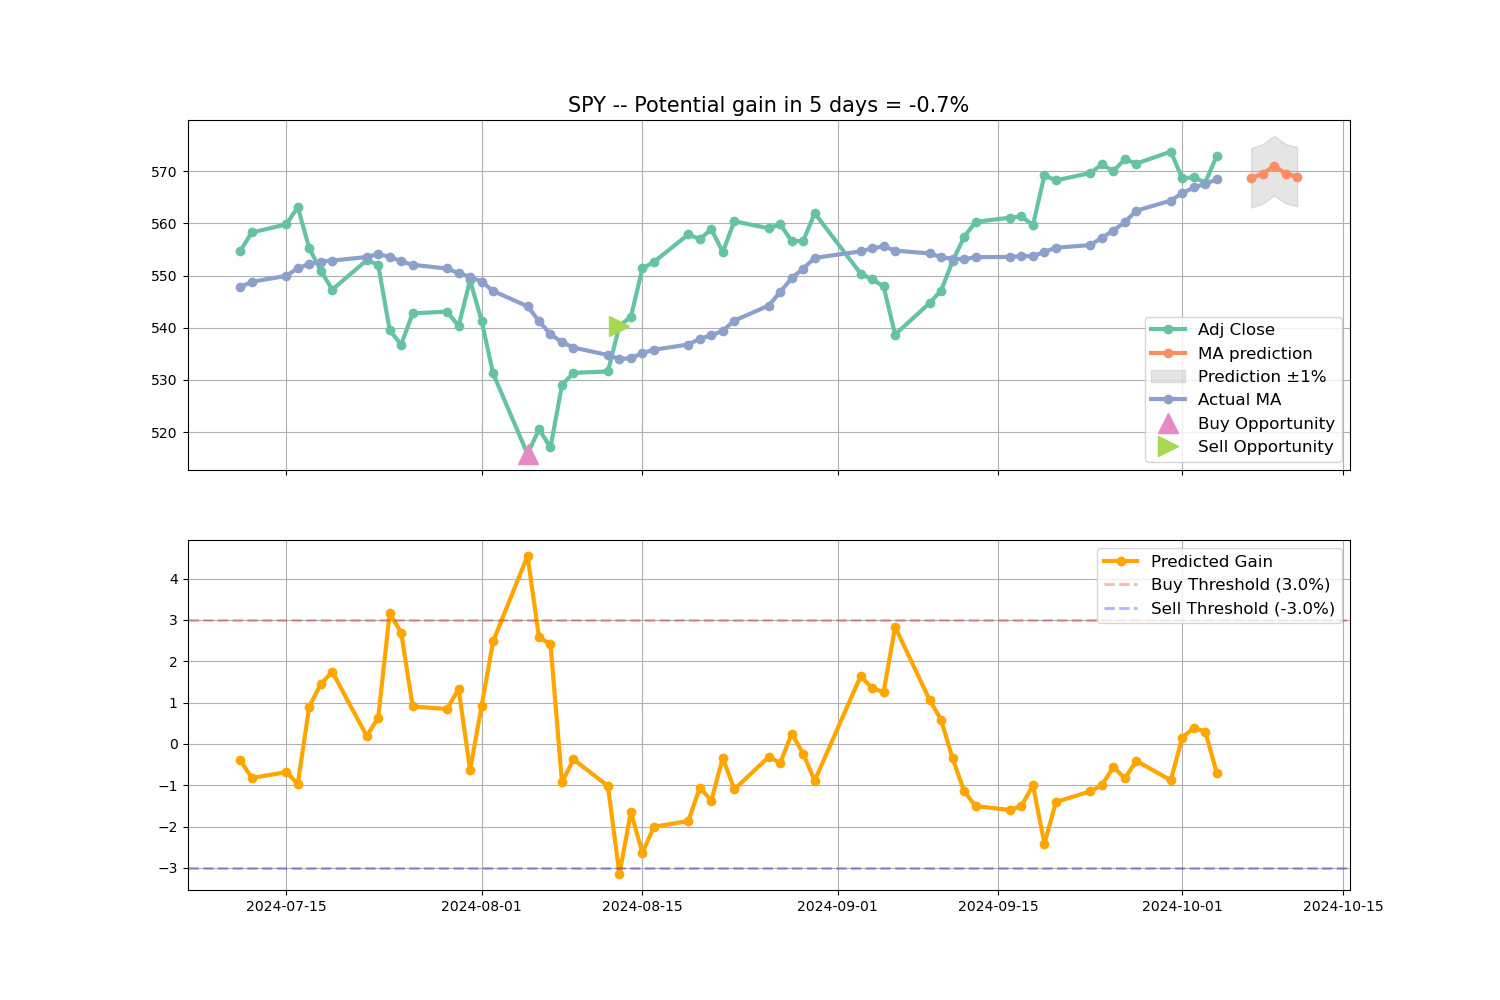 SPY -- Potential gain in 5 days = -0.7%
570
560
550
540
530
520
Adj Close
MA prediction
Prediction ±1%
Actual MA
Buy Opportunity
Sell Opportunity
4
3
2
1
0
−1
−2
−3
Predicted Gain
Buy Threshold (3.0%)
Sell Threshold (-3.0%)
2024-07-15
2024-08-01
2024-08-15
2024-09-01
2024-09-15
2024-10-01
2024-10-15